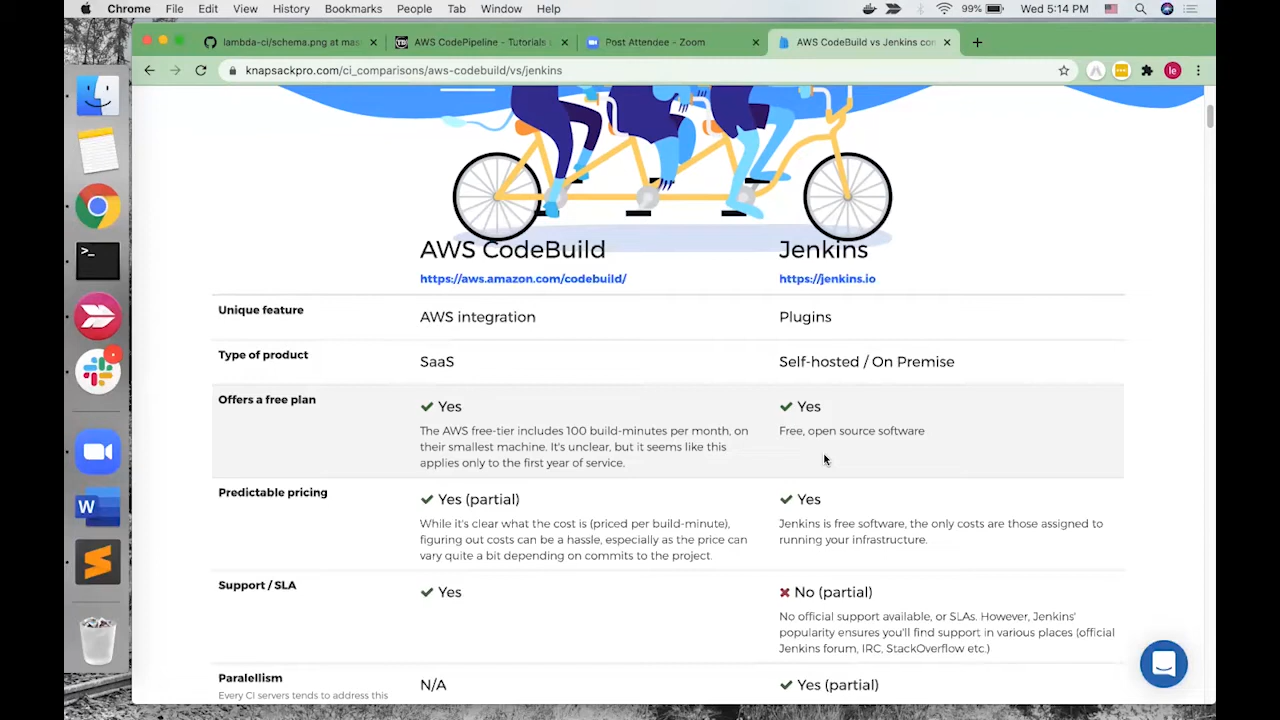 Chrome File Edit View History Bookmarks People Tab Window Help 99% Wed 5:14 PM
lambda-ci/schema.png at mas
AWS CodePipeline - Tutorials
Post Attendee - Zoom
AWS CodeBuild vs Jenkins con
knapsackpro.com/ci_comparisons/aws-codebuild/vs/jenkins
le
AWS CodeBuild Jenkins
https://aws.amazon.com/codebuild/ https://jenkins.io
Unique feature
AWS integration Plugins
Type of product
SaaS Self-hosted / On Premise
Offers a free plan
Yes
The AWS free-tier includes 100 build-minutes per month, on
their smallest machine. It's unclear, but it seems like this
applies only to the first year of service.
Yes
Free, open source software
Predictable pricing
Yes (partial)
While it's clear what the cost is (priced per build-minute),
figuring out costs can be a hassle, especially as the price can
vary quite a bit depending on commits to the project.
Yes
Jenkins is free software, the only costs are those assigned to
running your infrastructure.
Support / SLA
Yes
No (partial)
No official support available, or SLAs. However, Jenkins'
popularity ensures you'll find support in various places (official
Jenkins forum, IRC, StackOverflow etc.)
Paralellism
Every CI servers tends to address this
N/A
Yes (partial)
W